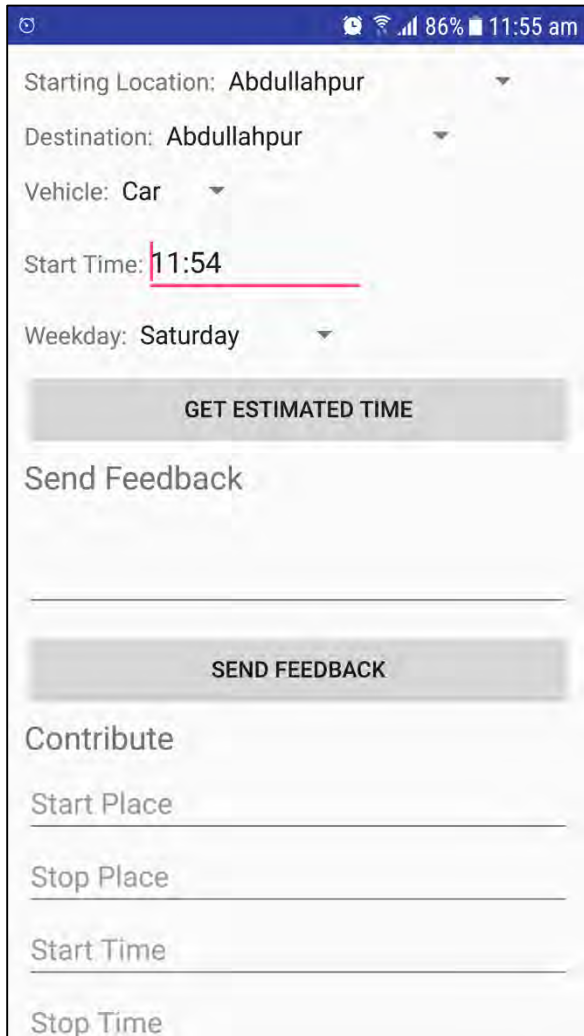 86% 11:55 am
Starting Location: Abdullahpur
Destination: Abdullahpur
Vehicle: Car
Start Time: 11:54
Weekday: Saturday
GET ESTIMATED TIME
Send Feedback
SEND FEEDBACK
Contribute
Start Place
Stop Place
Start Time
Stop Time